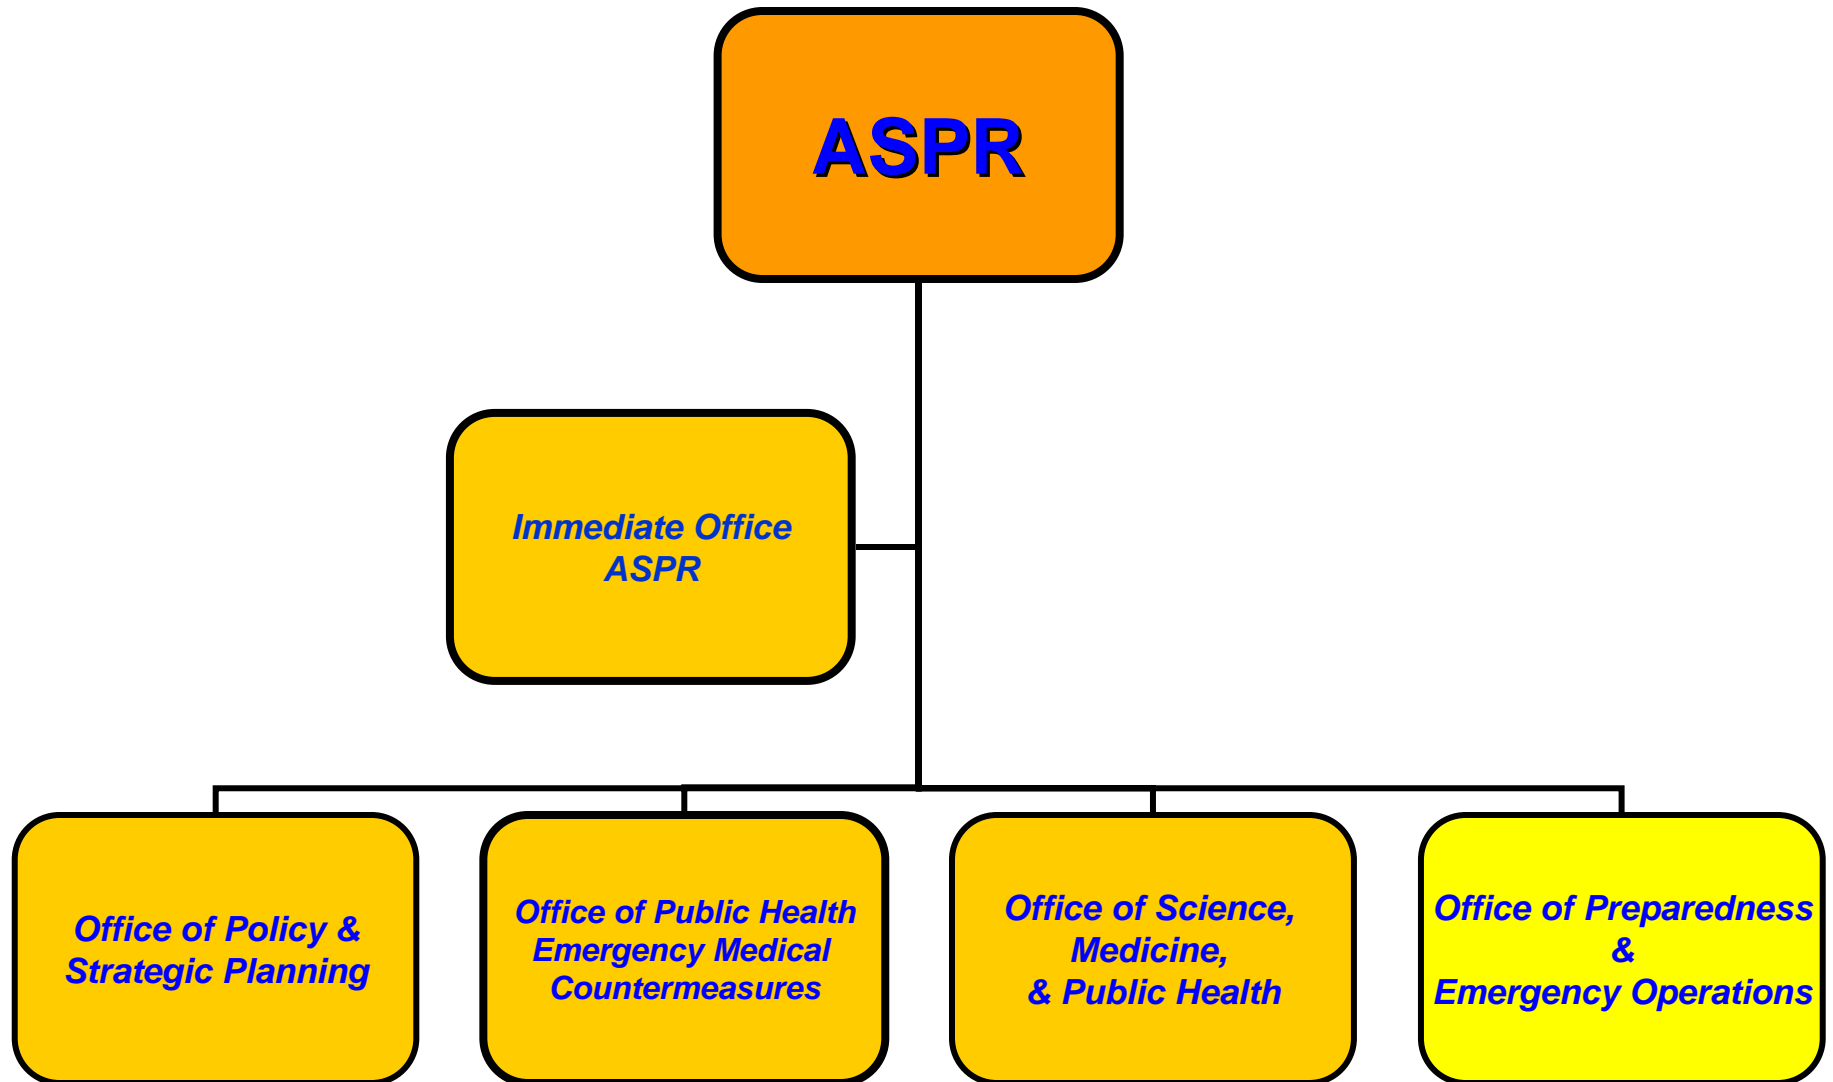 ASPR
Immediate Office
ASPR
Office of Policy &
Strategic Planning
Office of Public Health
Emergency Medical
Countermeasures
Office of Science,
Medicine,
& Public Health
Office of Preparedness
&
Emergency Operations